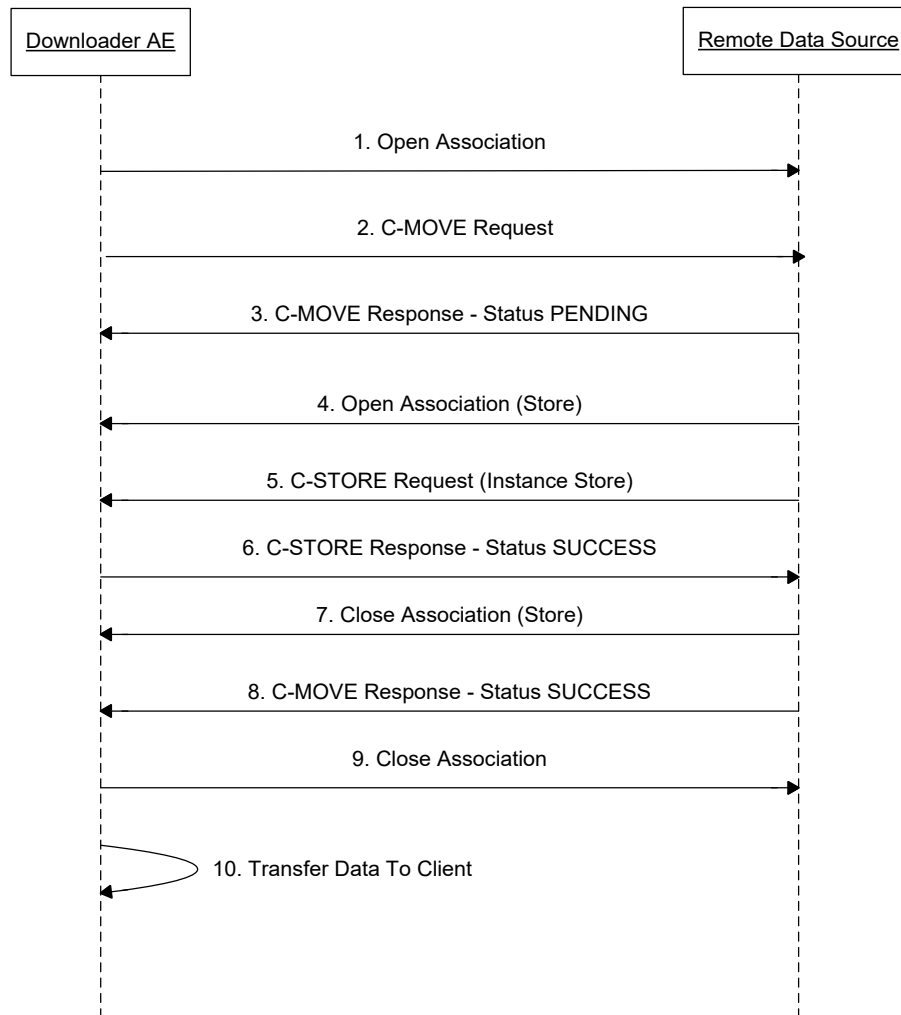 Downloader AE
Remote Data Source
1. Open Association
2. C-MOVE Request
3. C-MOVE Response - Status PENDING
4. Open Association (Store)
5. C-STORE Request (Instance Store)
6. C-STORE Response - Status SUCCESS
7. Close Association (Store)
8. C-MOVE Response - Status SUCCESS
9. Close Association
10. Transfer Data To Client